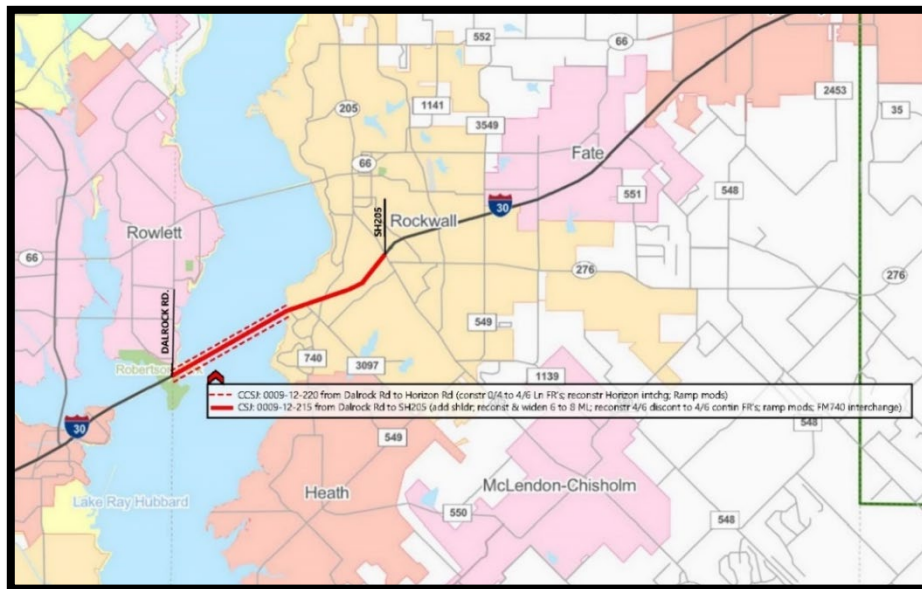 552
66
2453
35
205
1141
3549
66
Fate
551
548
30
SH205
Rockwall
Rowlett
66
276
276
DALROCK RD.
549
740
3097
1139
Robertson
CCSJ: 0009-12-220 from Dalrock Rd to Horizon Rd (constr 0/4 to 4/6 Ln FR's; reconstr Horizon intchg; Ramp mods)
CSJ: 0009-12-215 from Dalrock Rd to SH205 (add shldr; reconst & widen 6 to 8 ML; reconstr 4/6 discont to 4/6 contin FR's; ramp mods; FM740 interchange)
30
549
Lake Ray Hubbard
Heath
McLendon-Chisholm
550
548
548